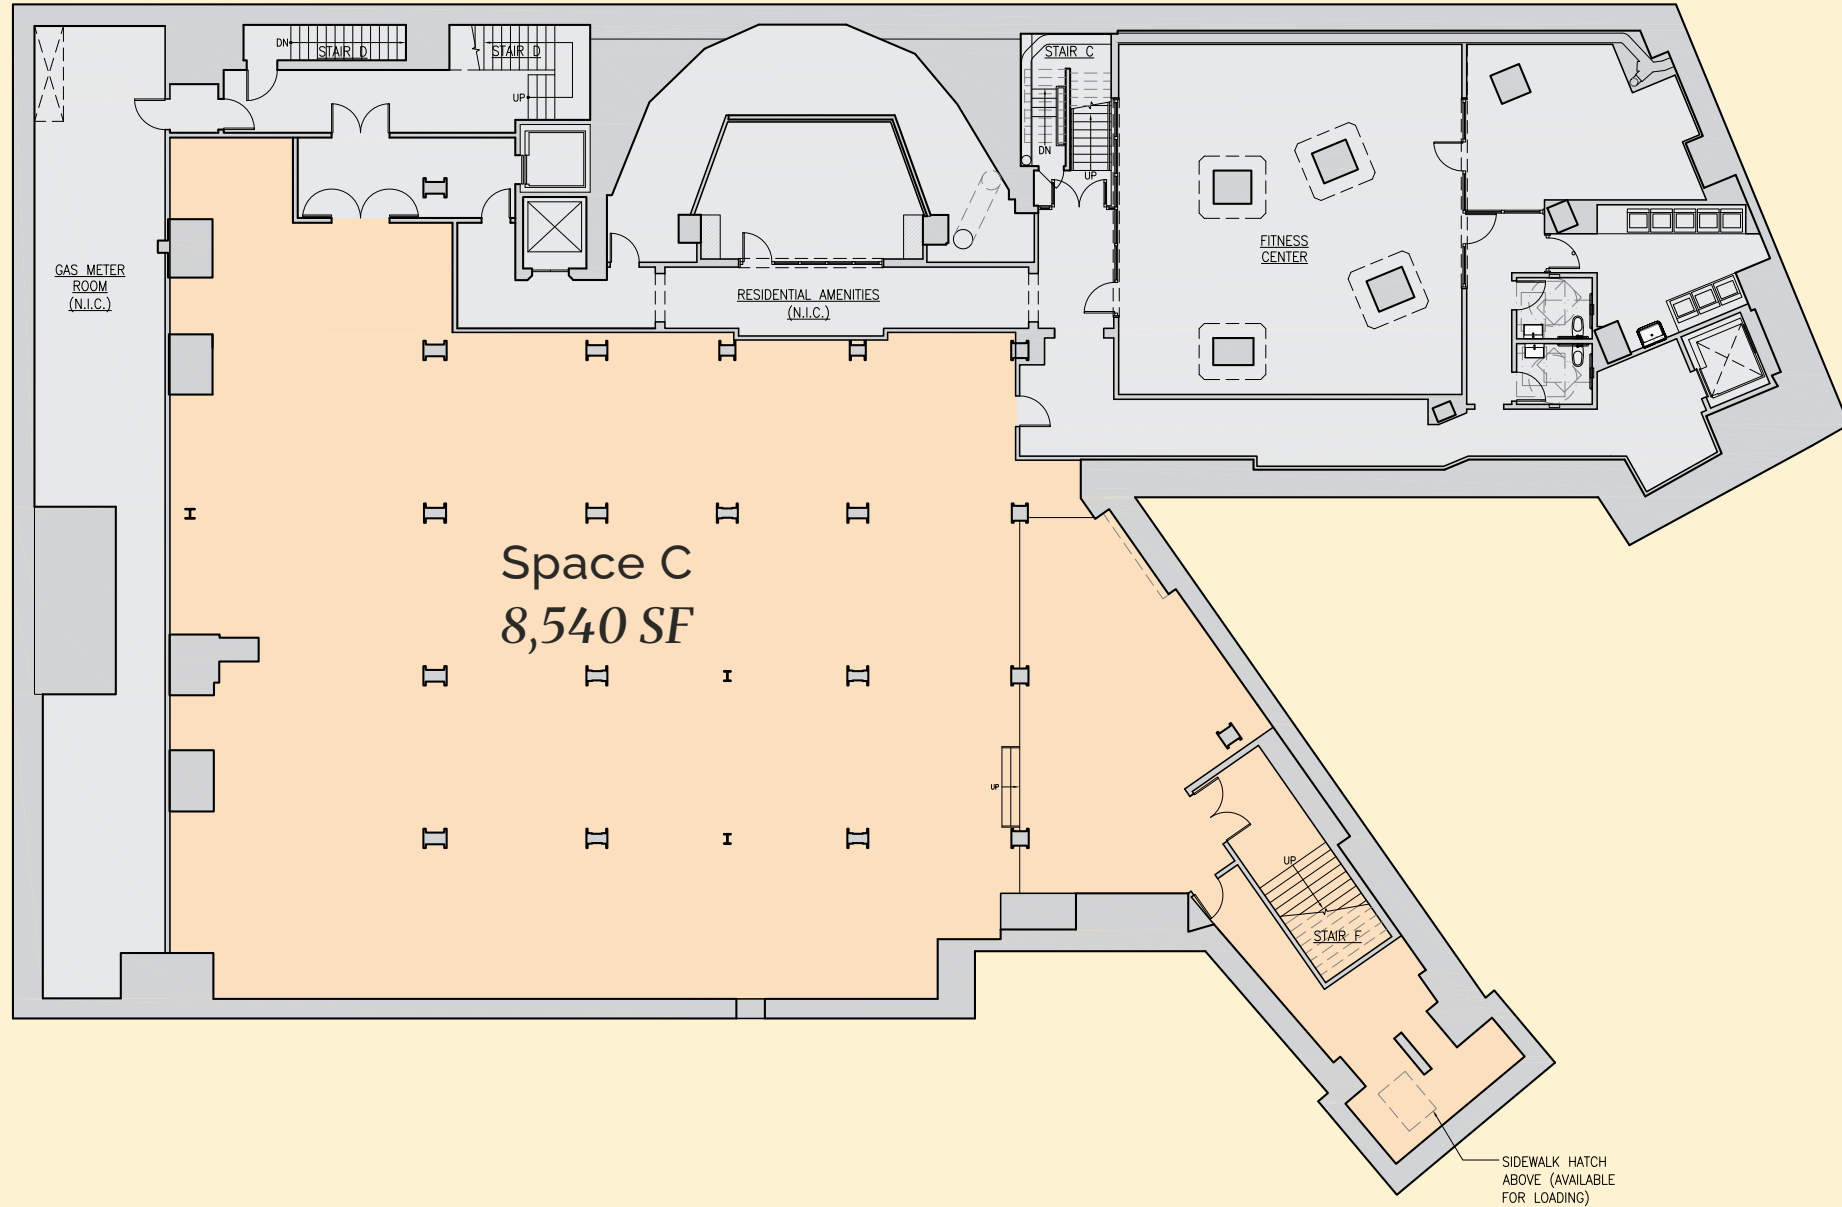 DN
STAIR D
STAIR D
UP
STAIR C
DN
UP
FITNESS
CENTER
GAS METER
ROOM
(N.I.C.)
RESIDENTIAL AMENITIES
(N.I.C.)
Space C
8,540 SF
UP
UP
STAIR F
SIDEWALK HATCH
ABOVE (AVAILABLE
FOR LOADING)